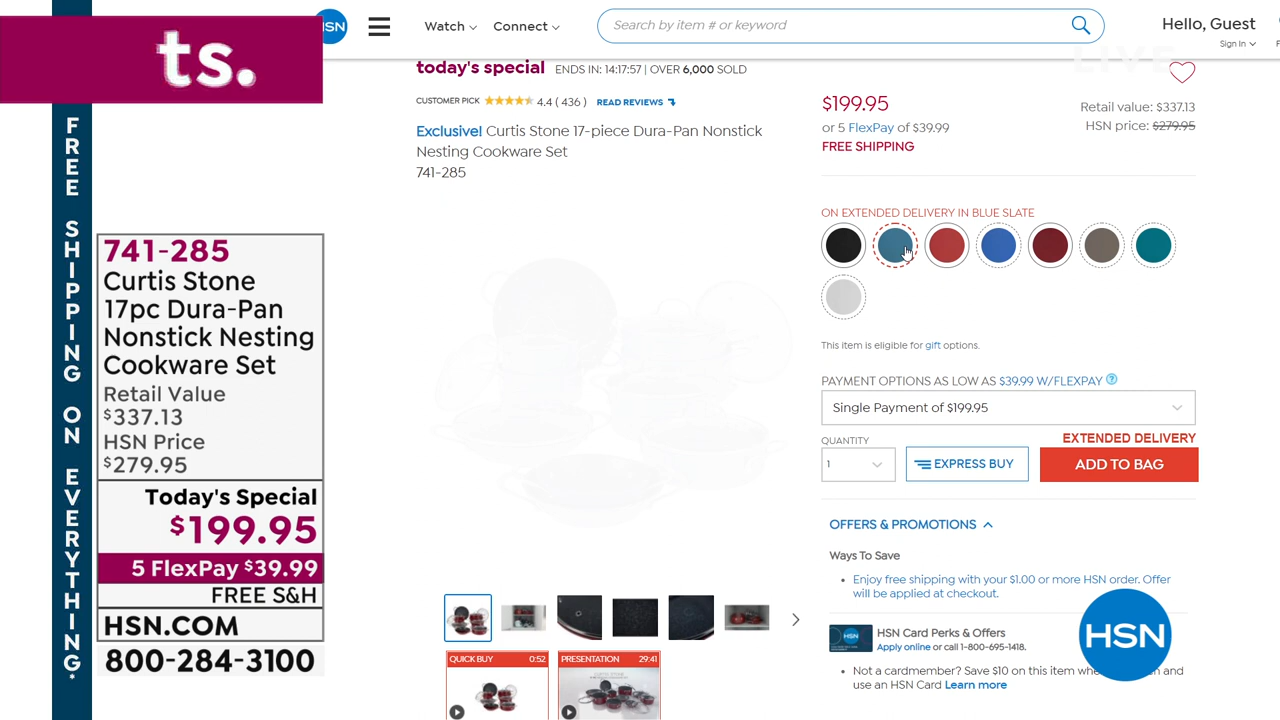 ts.
FREE SHIPPING ON EVERYTHING*
741-285
Curtis Stone
17pc Dura-Pan
Nonstick Nesting
Cookware Set
Retail Value
$337.13
HSN Price
$279.95
Today's Special
$199.95
5 FlexPay $39.99
FREE S&H
HSN.COM
800-284-3100
HSN
Watch
Connect
Search by item # or keyword
Hello, Guest
Sign In
LIVE
today's special ENDS IN: 14:17:57 | OVER 6,000 SOLD
CUSTOMER PICK 4.4 ( 436 ) READ REVIEWS
Exclusive! Curtis Stone 17-piece Dura-Pan Nonstick
Nesting Cookware Set
741-285
$199.95
or 5 FlexPay of $39.99
FREE SHIPPING
Retail value: $337.13
HSN price: $279.95
ON EXTENDED DELIVERY IN BLUE SLATE
This item is eligible for gift options.
PAYMENT OPTIONS AS LOW AS $39.99 W/FLEXPAY ?
Single Payment of $199.95
QUANTITY
1
EXPRESS BUY
EXTENDED DELIVERY
ADD TO BAG
OFFERS & PROMOTIONS
Ways To Save
• Enjoy free shipping with your $1.00 or more HSN order. Offer
will be applied at checkout.
HSN Card Perks & Offers
Apply online or call 1-800-695-1418.
• Not a cardmember? Save $10 on this item whe and
use an HSN Card Learn more
HSN
QUICK BUY 0:52
PRESENTATION 29:41